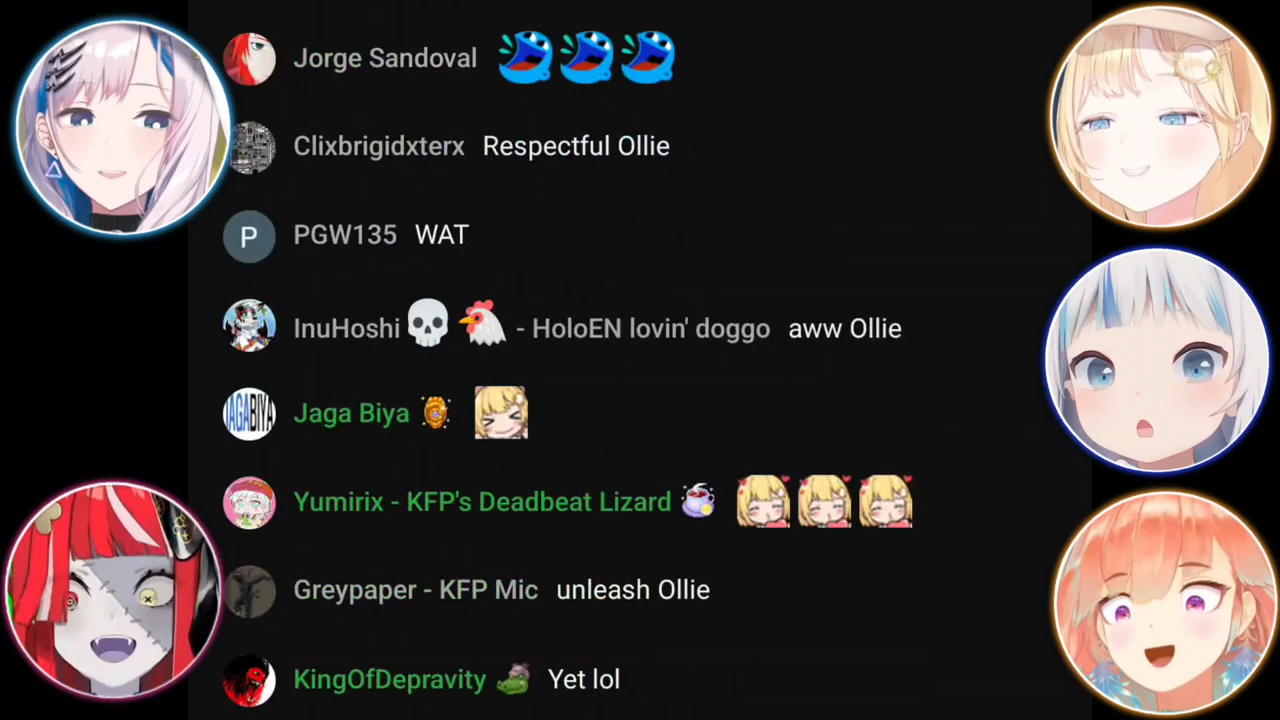 Jorge Sandoval
Clixbrigidxterx Respectful Ollie
P PGW135 WAT
InuHoshi💀🐔 - HoloEN lovin' doggo aww Ollie
JAGABIYA Jaga Biya
Yumirix - KFP's Deadbeat Lizard
Greypaper - KFP Mic unleash Ollie
KingOfDepravity Yet lol